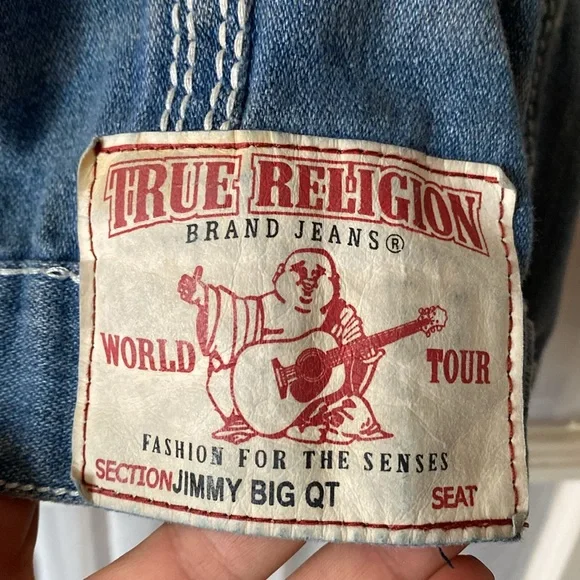 TRUE RELIGION
BRAND JEANS®
WORLD TOUR
FASHION FOR THE SENSES
SECTION JIMMY BIG QT SEAT